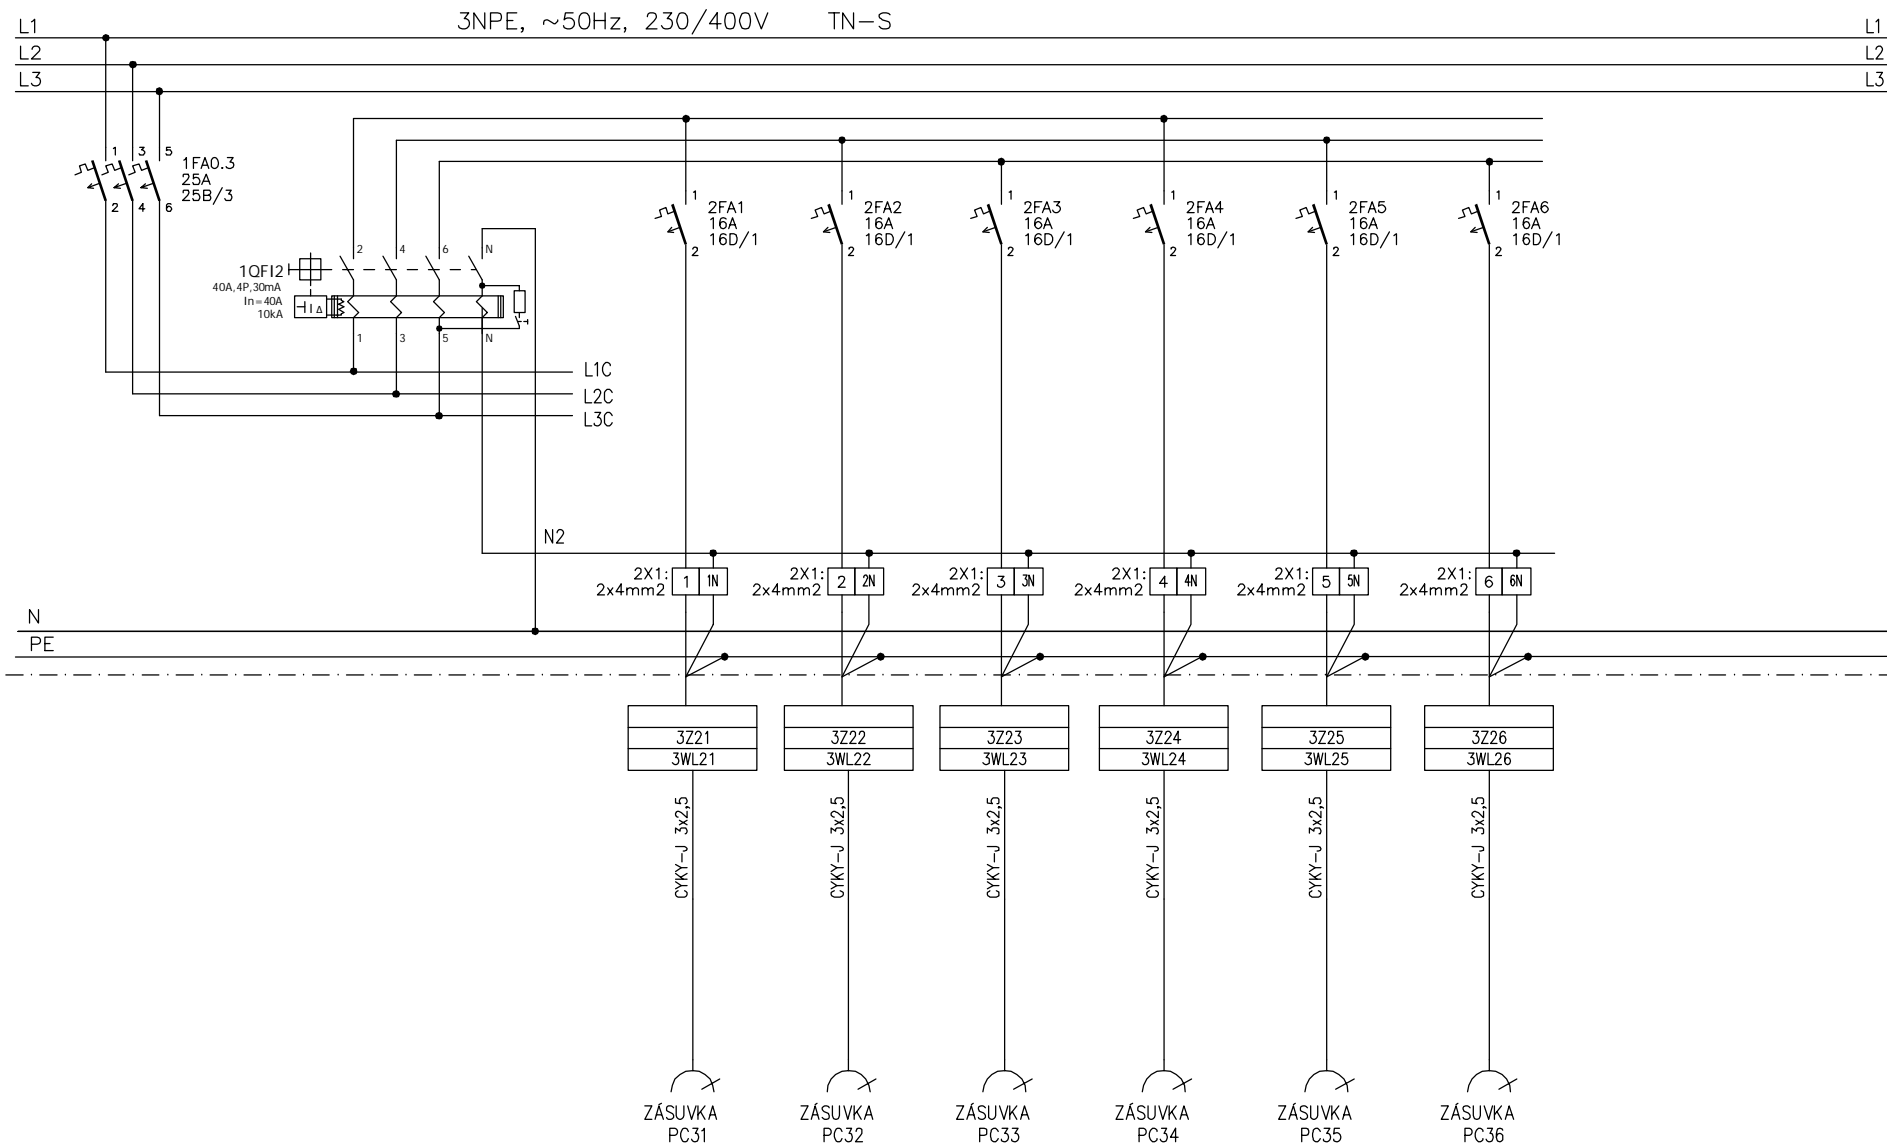 3NPE, ~50Hz, 230/400V TN-S
L1 L1
L2 L2
L3 L3
1 3 5
1FA0.3
25A
25B/3
2 4 6
1 1 1 1 1 1
2FA1 2FA2 2FA3 2FA4 2FA5 2FA6
16A 16A 16A 16A 16A 16A
16D/1 16D/1 16D/1 16D/1 16D/1 16D/1
2 2 2 2 2 2
2 4 6 N
1QFI2
40A,4P,30mA
In=40A
10kA
1 3 5 N
L1C
L2C
L3C
N2
2X1: 2X1: 2X1: 2X1: 2X1: 2X1:
2x4mm2 2x4mm2 2x4mm2 2x4mm2 2x4mm2 2x4mm2
1 1N 2 2N 3 3N 4 4N 5 5N 6 6N
N
PE
3Z21 3Z22 3Z23 3Z24 3Z25 3Z26
3WL21 3WL22 3WL23 3WL24 3WL25 3WL26
CYKY-J 3x2,5 CYKY-J 3x2,5 CYKY-J 3x2,5 CYKY-J 3x2,5 CYKY-J 3x2,5 CYKY-J 3x2,5
ZÁSUVKA ZÁSUVKA ZÁSUVKA ZÁSUVKA ZÁSUVKA ZÁSUVKA
PC31 PC32 PC33 PC34 PC35 PC36